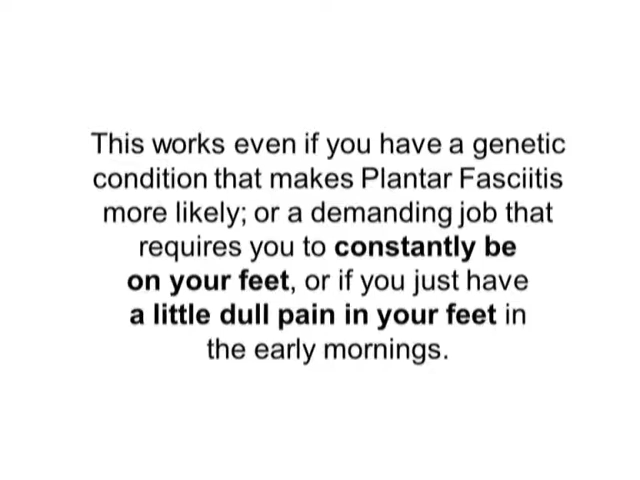 This works even if you have a genetic
condition that makes Plantar Fasciitis
more likely; or a demanding job that
requires you to constantly be
on your feet, or if you just have
a little dull pain in your feet in
the early mornings.